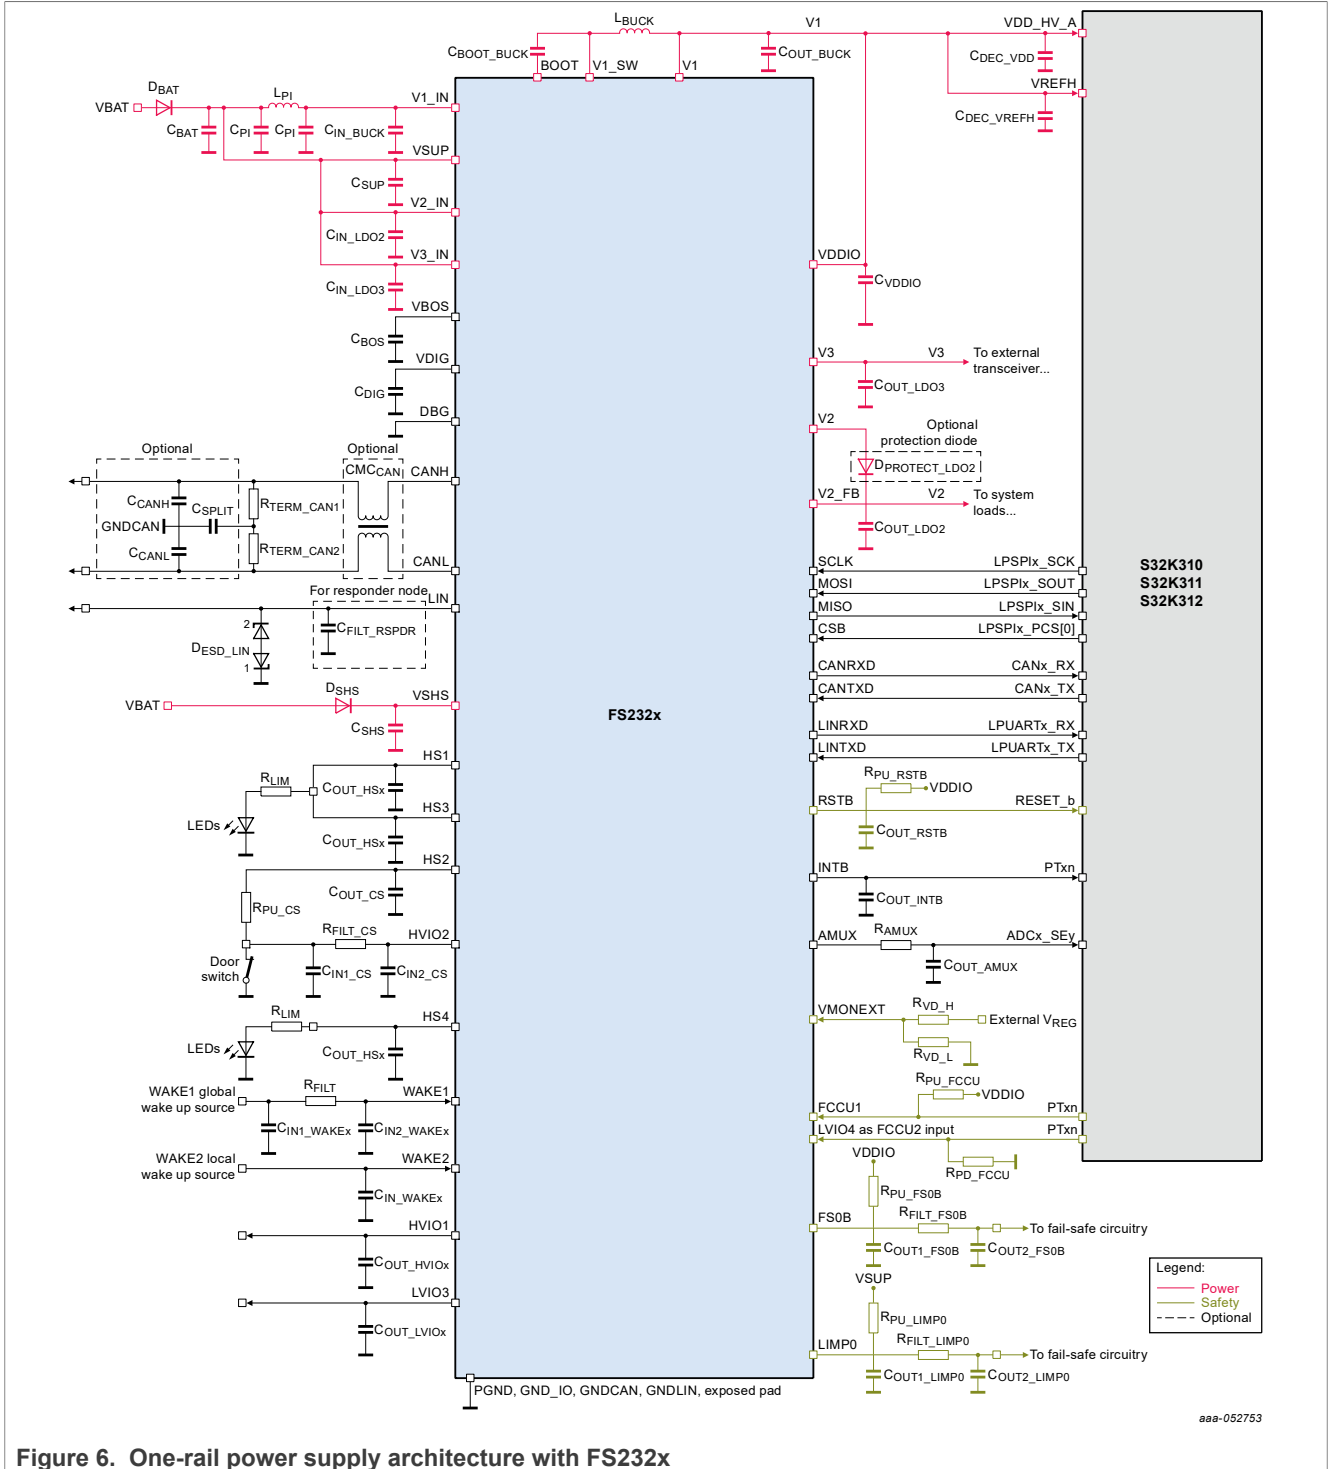 LBUCK
V1
VDD_HV_A
CBOOT_BUCK
COUT_BUCK
CDEC_VDD
BOOT
V1_SW
V1
DBAT
LPI
VREFH
VBAT
V1_IN
CBAT
CPI
CPI
CIN_BUCK
CDEC_VREFH
VSUP
CSUP
V2_IN
CIN_LDO2
V3_IN
VDDIO
CIN_LDO3
CVDDIO
VBOS
CBOS
VDIG
V3
V3
To external
transceiver...
CDIG
COUT_LDO3
DBG
V2
Optional
protection diode
Optional
Optional
CMCCAN
CANH
DPROTECT_LDO2
CCANH
CSPLIT
RTERM_CAN1
V2_FB
V2
To system
loads...
GNDCAN
COUT_LDO2
CCANL
RTERM_CAN2
CANL
SCLK
LPSPIx_SCK
S32K310
S32K311
S32K312
MOSI
LPSPIx_SOUT
For responder node
LIN
MISO
LPSPIx_SIN
2
CFILT_RSPDR
CSB
LPSPIx_PCS[0]
DESD_LIN
1
CANRXD
CANx_RX
DSHS
VSHS
CANTXD
CANx_TX
VBAT
CSHS
FS232x
LINRXD
LPUARTx_RX
LINTXD
LPUARTx_TX
HS1
RLIM
COUT_HSx
RPU_RSTB
VDDIO
HS3
RSTB
RESET_b
LEDs
COUT_HSx
COUT_RSTB
HS2
INTB
PTxn
COUT_CS
RPU_CS
COUT_INTB
RFILT_CS
HVIO2
AMUX
RAMUX
ADCx_SEy
Door
switch
CIN1_CS
CIN2_CS
COUT_AMUX
RLIM
HS4
VMONEXT
RVD_H
External VREG
LEDs
COUT_HSx
RVD_L
RPU_FCCU
WAKE1 global
wake up source
RFILT
WAKE1
VDDIO
FCCU1
PTxn
CIN1_WAKEx
CIN2_WAKEx
LVIO4 as FCCU2 input
PTxn
WAKE2 local
wake up source
WAKE2
VDDIO
RPD_FCCU
CIN_WAKEx
RPU_FS0B
HVIO1
FS0B
RFILT_FS0B
To fail-safe circuitry
COUT_HVIOx
COUT1_FS0B
COUT2_FS0B
LVIO3
VSUP
Legend:
Power
Safety
Optional
COUT_LVIOx
RPU_LIMP0
LIMP0
RFILT_LIMP0
To fail-safe circuitry
COUT1_LIMP0
COUT2_LIMP0
PGND, GND_IO, GNDCAN, GNDLIN, exposed pad
aaa-052753
Figure 6. One-rail power supply architecture with FS232x